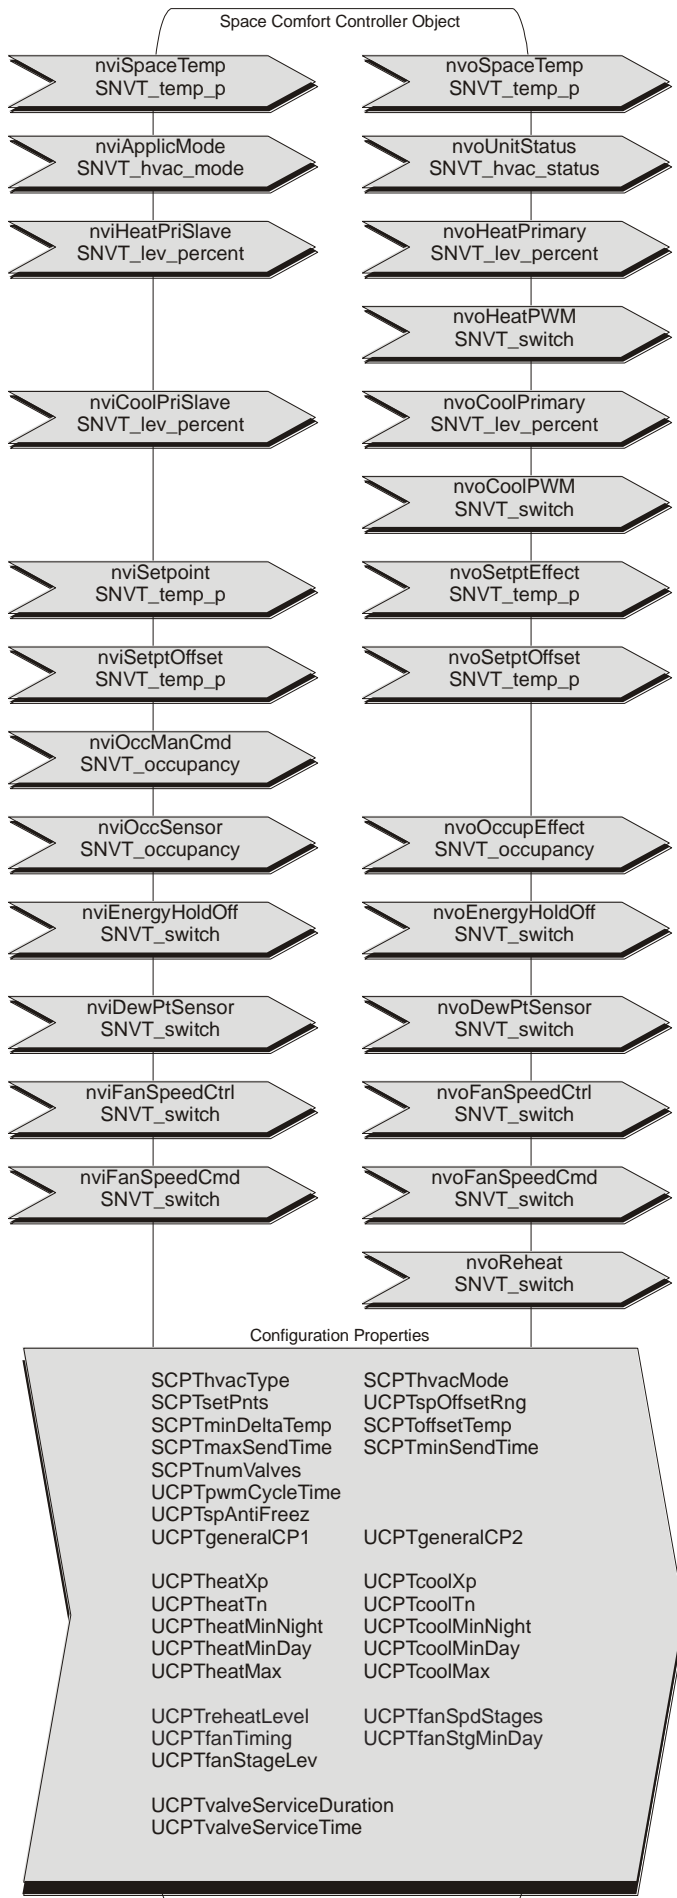 Space Comfort Controller Object
nviSpaceTemp
SNVT_temp_p
nvoSpaceTemp
SNVT_temp_p
nviApplicMode
SNVT_hvac_mode
nvoUnitStatus
SNVT_hvac_status
nviHeatPriSlave
SNVT_lev_percent
nvoHeatPrimary
SNVT_lev_percent
nvoHeatPWM
SNVT_switch
nviCoolPriSlave
SNVT_lev_percent
nvoCoolPrimary
SNVT_lev_percent
nvoCoolPWM
SNVT_switch
nviSetpoint
SNVT_temp_p
nvoSetptEffect
SNVT_temp_p
nviSetptOffset
SNVT_temp_p
nvoSetptOffset
SNVT_temp_p
nviOccManCmd
SNVT_occupancy
nviOccSensor
SNVT_occupancy
nvoOccupEffect
SNVT_occupancy
nviEnergyHoldOff
SNVT_switch
nvoEnergyHoldOff
SNVT_switch
nviDewPtSensor
SNVT_switch
nvoDewPtSensor
SNVT_switch
nviFanSpeedCtrl
SNVT_switch
nvoFanSpeedCtrl
SNVT_switch
nviFanSpeedCmd
SNVT_switch
nvoFanSpeedCmd
SNVT_switch
nvoReheat
SNVT_switch
Configuration Properties
SCPThvacType SCPThvacMode
SCPTsetPnts UCPTspOffsetRng
SCPTminDeltaTemp SCPToffsetTemp
SCPTmaxSendTime SCPTminSendTime
SCPTnumValves
UCPTpwmCycleTime
UCPTspAntiFreez
UCPTgeneralCP1 UCPTgeneralCP2
UCPTheatXp UCPTcoolXp
UCPTheatTn UCPTcoolTn
UCPTheatMinNight UCPTcoolMinNight
UCPTheatMinDay UCPTcoolMinDay
UCPTheatMax UCPTcoolMax
UCPTreheatLevel UCPTfanSpdStages
UCPTfanTiming UCPTfanStgMinDay
UCPTfanStageLev
UCPTvalveServiceDuration
UCPTvalveServiceTime